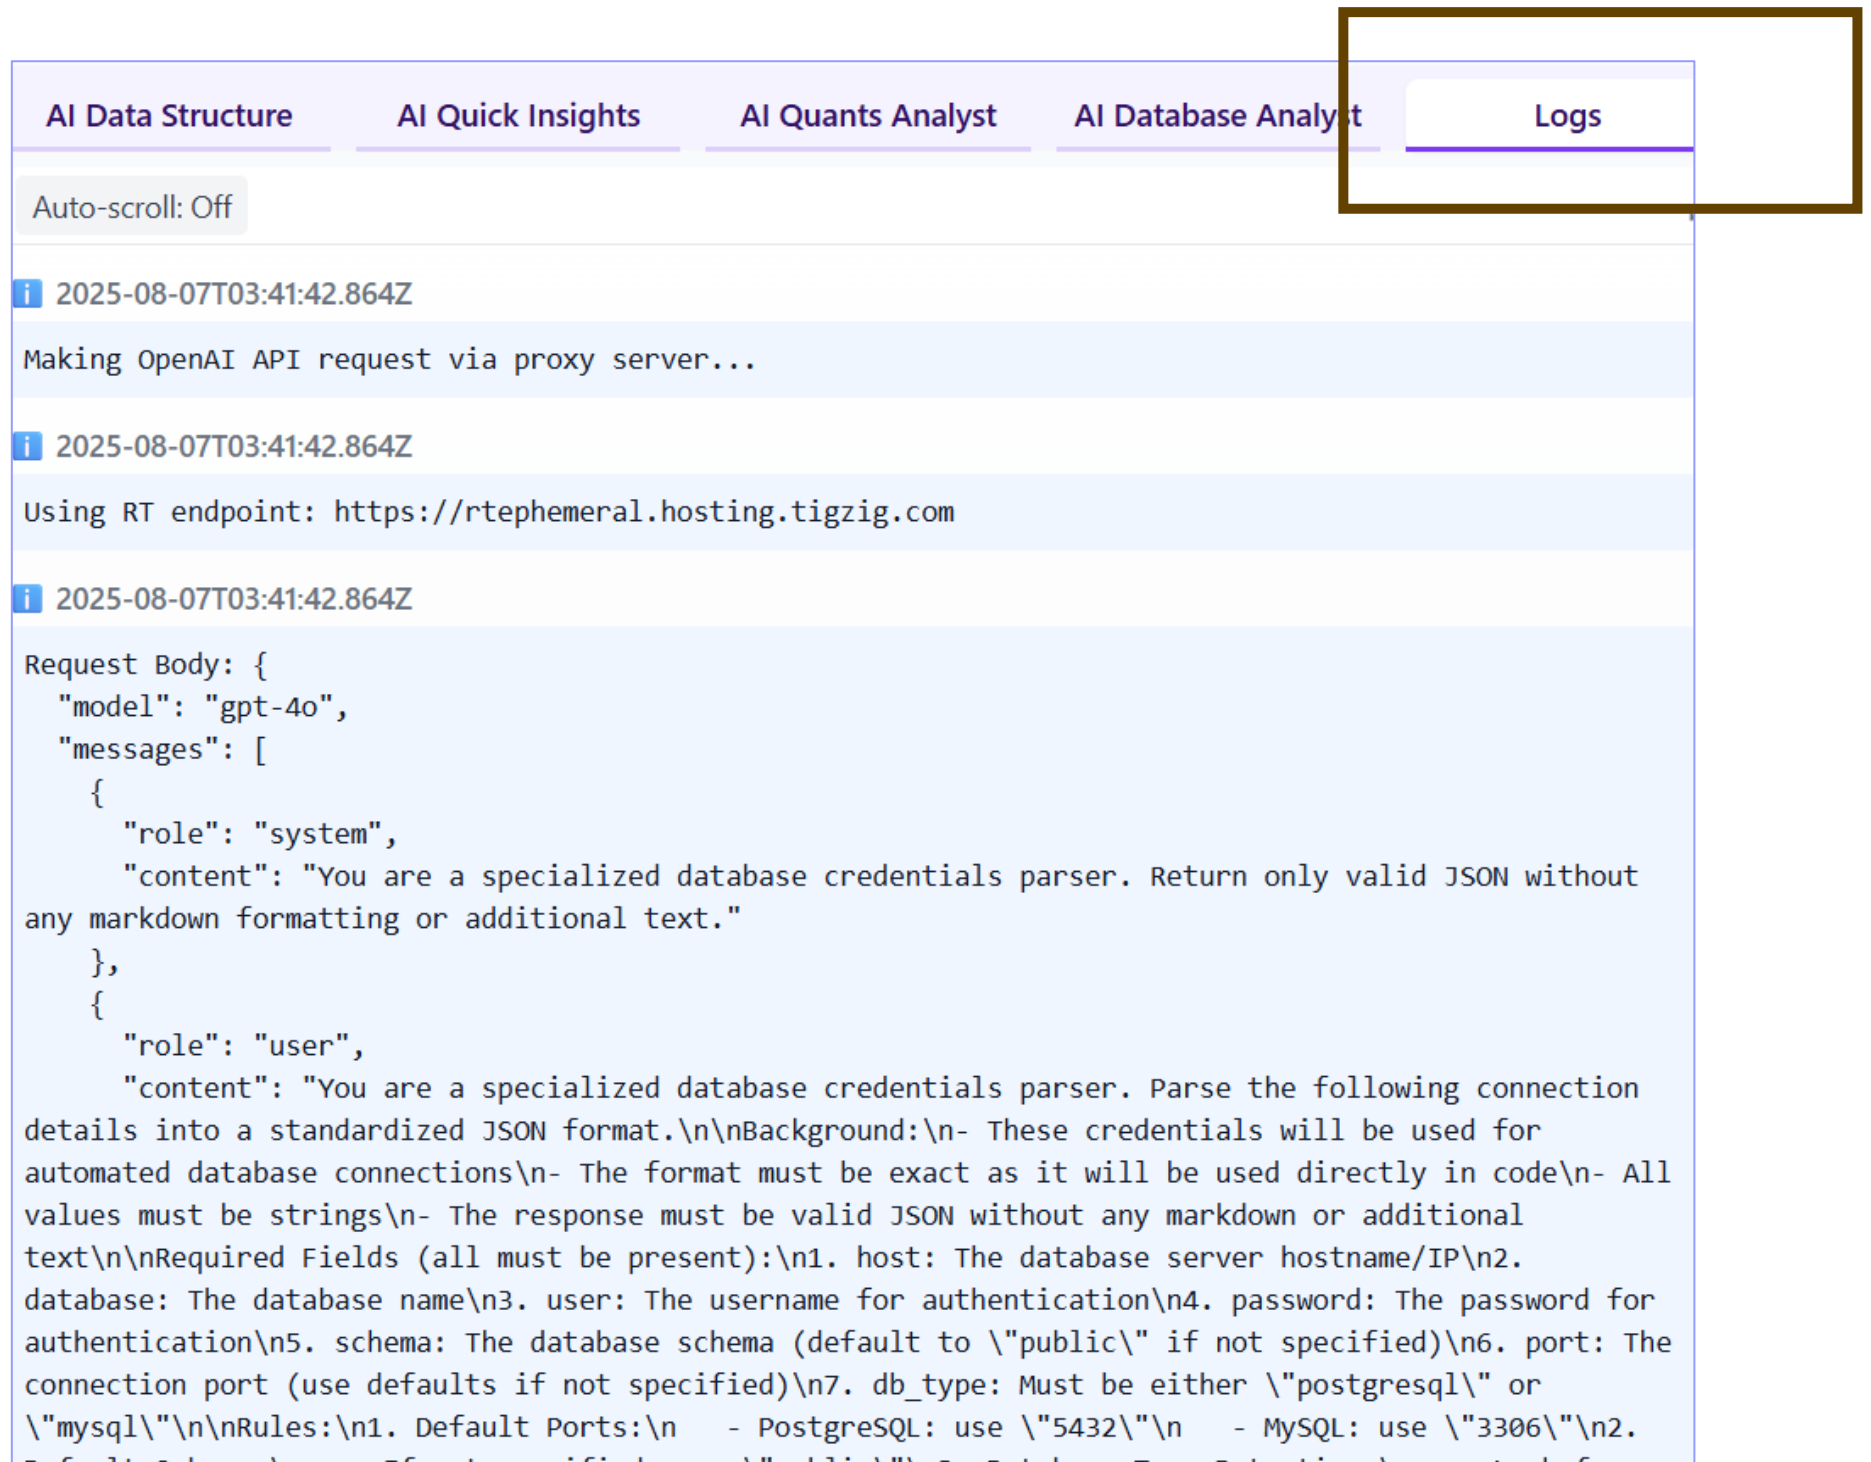 AI Data Structure AI Quick Insights AI Quants Analyst AI Database Analyst Logs
Auto-scroll: Off
2025-08-07T03:41:42.864Z
Making OpenAI API request via proxy server...
2025-08-07T03:41:42.864Z
Using RT endpoint: https://rtephemeral.hosting.tigzig.com
2025-08-07T03:41:42.864Z
Request Body: {
  "model": "gpt-4o",
  "messages": [
    {
      "role": "system",
      "content": "You are a specialized database credentials parser. Return only valid JSON without
any markdown formatting or additional text."
    },
    {
      "role": "user",
      "content": "You are a specialized database credentials parser. Parse the following connection
details into a standardized JSON format.\n\nBackground:\n- These credentials will be used for
automated database connections\n- The format must be exact as it will be used directly in code\n- All
values must be strings\n- The response must be valid JSON without any markdown or additional
text\n\nRequired Fields (all must be present):\n1. host: The database server hostname/IP\n2.
database: The database name\n3. user: The username for authentication\n4. password: The password for
authentication\n5. schema: The database schema (default to \"public\" if not specified)\n6. port: The
connection port (use defaults if not specified)\n7. db_type: Must be either \"postgresql\" or
\"mysql\"\n\nRules:\n1. Default Ports:\n   - PostgreSQL: use \"5432\"\n   - MySQL: use \"3306\"\n2.